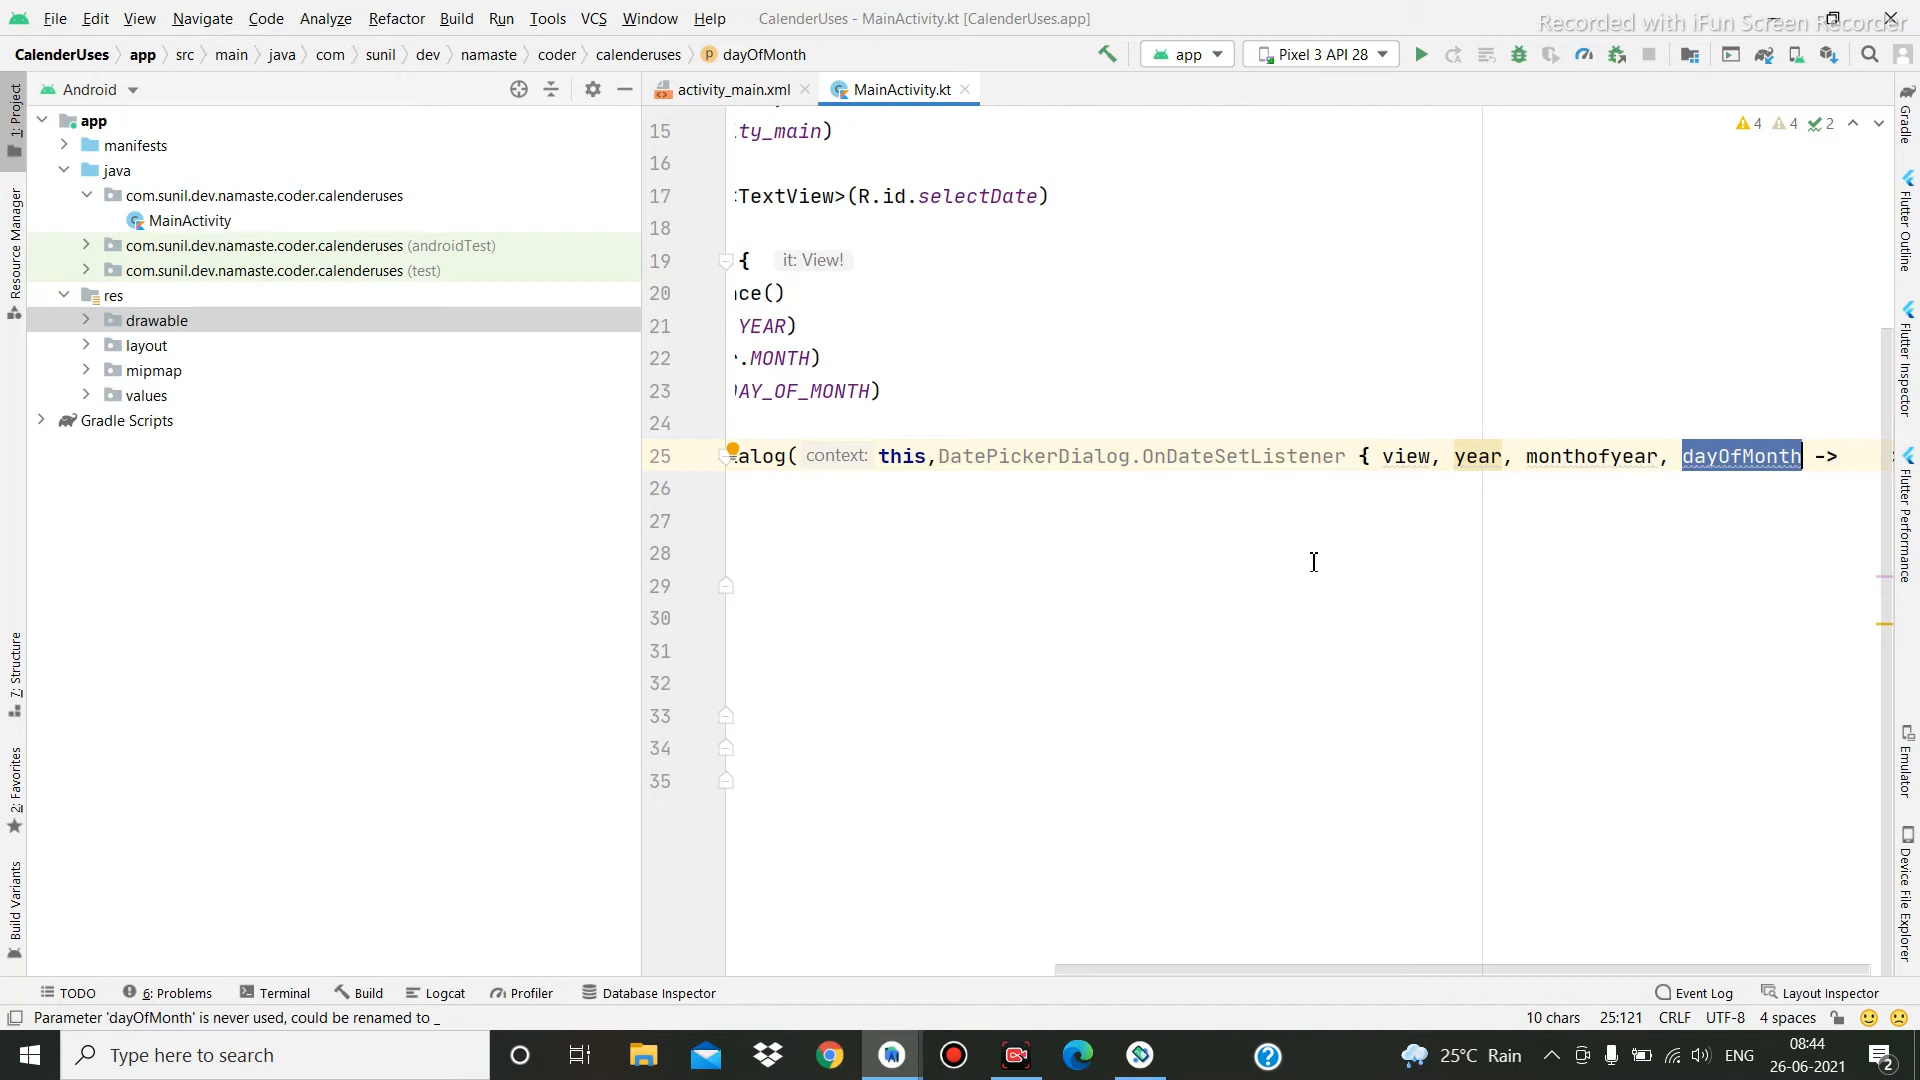 File Edit View Navigate Code Analyze Refactor Build Run Tools VCS Window Help CalenderUses - MainActivity.kt [CalenderUses.app]
Recorded with iFun Screen Recorder
CalenderUses app src main java com sunil dev namaste coder calenderuses dayOfMonth
app Pixel 3 API 28
Android
activity_main.xml MainActivity.kt
1: Project
Resource Manager
7: Structure
2: Favorites
Build Variants
app
manifests
java
com.sunil.dev.namaste.coder.calenderuses
MainActivity
com.sunil.dev.namaste.coder.calenderuses (androidTest)
com.sunil.dev.namaste.coder.calenderuses (test)
res
drawable
layout
mipmap
values
Gradle Scripts
4 4 2
15 ity_main)
16
17 <TextView>(R.id.selectDate)
18
19 { it: View!
20 nce()
21 YEAR)
22 r.MONTH)
23 DAY_OF_MONTH)
24
25 ialog( context: this,DatePickerDialog.OnDateSetListener { view, year, monthofyear, dayOfMonth ->
26
27
28
29
30
31
32
33
34
35
Gradle
Flutter Outline
Flutter Inspector
Flutter Performance
Emulator
Device File Explorer
TODO 6: Problems Terminal Build Logcat Profiler Database Inspector Event Log Layout Inspector
Parameter 'dayOfMonth' is never used, could be renamed to _ 10 chars 25:121 CRLF UTF-8 4 spaces
Type here to search 25°C Rain ENG
08:44
26-06-2021
2